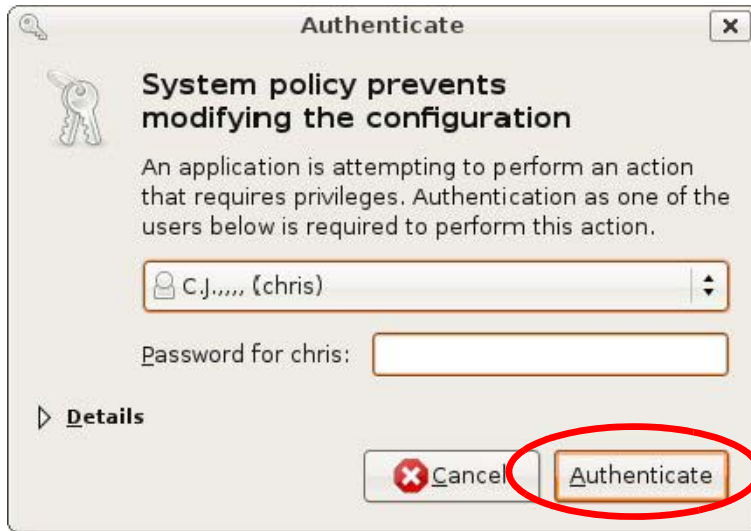 Authenticate
System policy prevents
modifying the configuration
An application is attempting to perform an action
that requires privileges. Authentication as one of the
users below is required to perform this action.
C.J.,,,,, (chris)
Password for chris:
Details
Cancel Authenticate